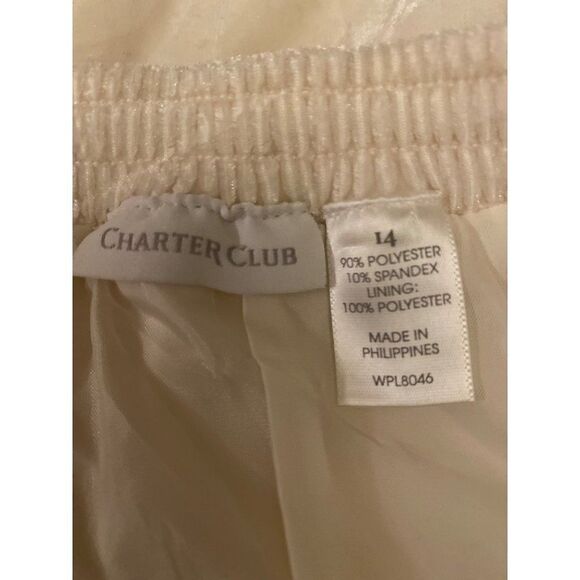 CHARTER CLUB
14
90% POLYESTER
10% SPANDEX
LINING:
100% POLYESTER
MADE IN
PHILIPPINES
WPL8046